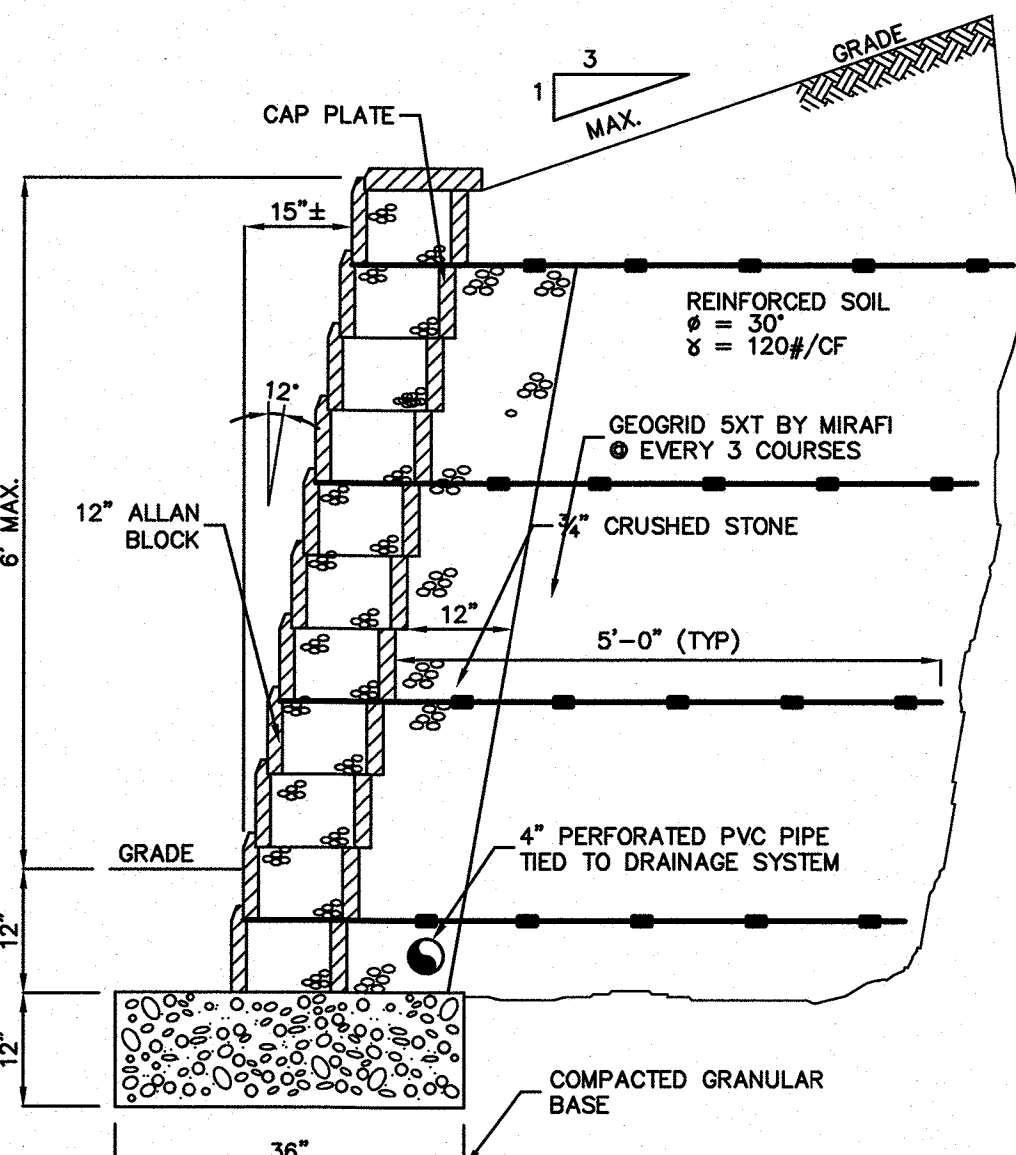 GRADE
3
1
MAX.
CAP PLATE
15"±
REINFORCED SOIL
ø = 30°
ɣ = 120#/CF
12°
GEOGRID 5XT BY MIRAFI
@ EVERY 3 COURSES
6' MAX.
12" ALLAN
BLOCK
¾" CRUSHED STONE
12"
5'-0" (TYP)
4" PERFORATED PVC PIPE
TIED TO DRAINAGE SYSTEM
GRADE
12"
12"
COMPACTED GRANULAR
BASE
36"